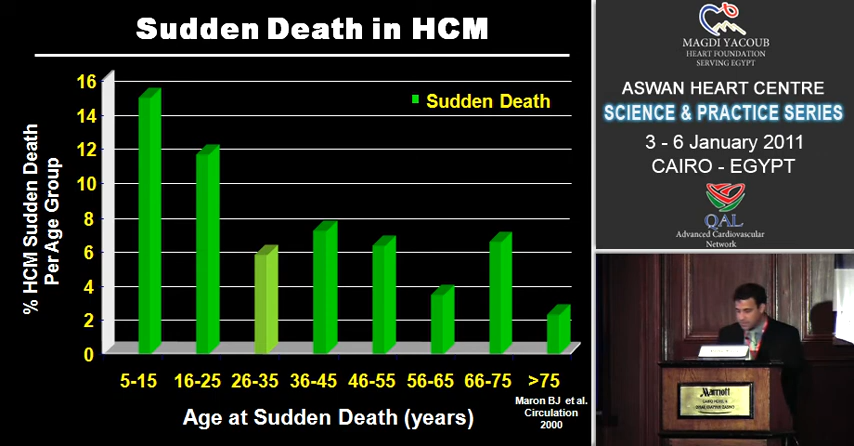 Sudden Death in HCM
% HCM Sudden Death
Per Age Group
16
14
12
10
8
6
4
2
0
Sudden Death
5-15 16-25 26-35 36-45 46-55 56-65 66-75 >75
Age at Sudden Death (years)
Maron BJ et al.
Circulation
2000
MAGDI YACOUB
HEART FOUNDATION
SERVING EGYPT
ASWAN HEART CENTRE
SCIENCE & PRACTICE SERIES
3 - 6 January 2011
CAIRO - EGYPT
QAL
Advanced Cardiovascular
Network
Marriott